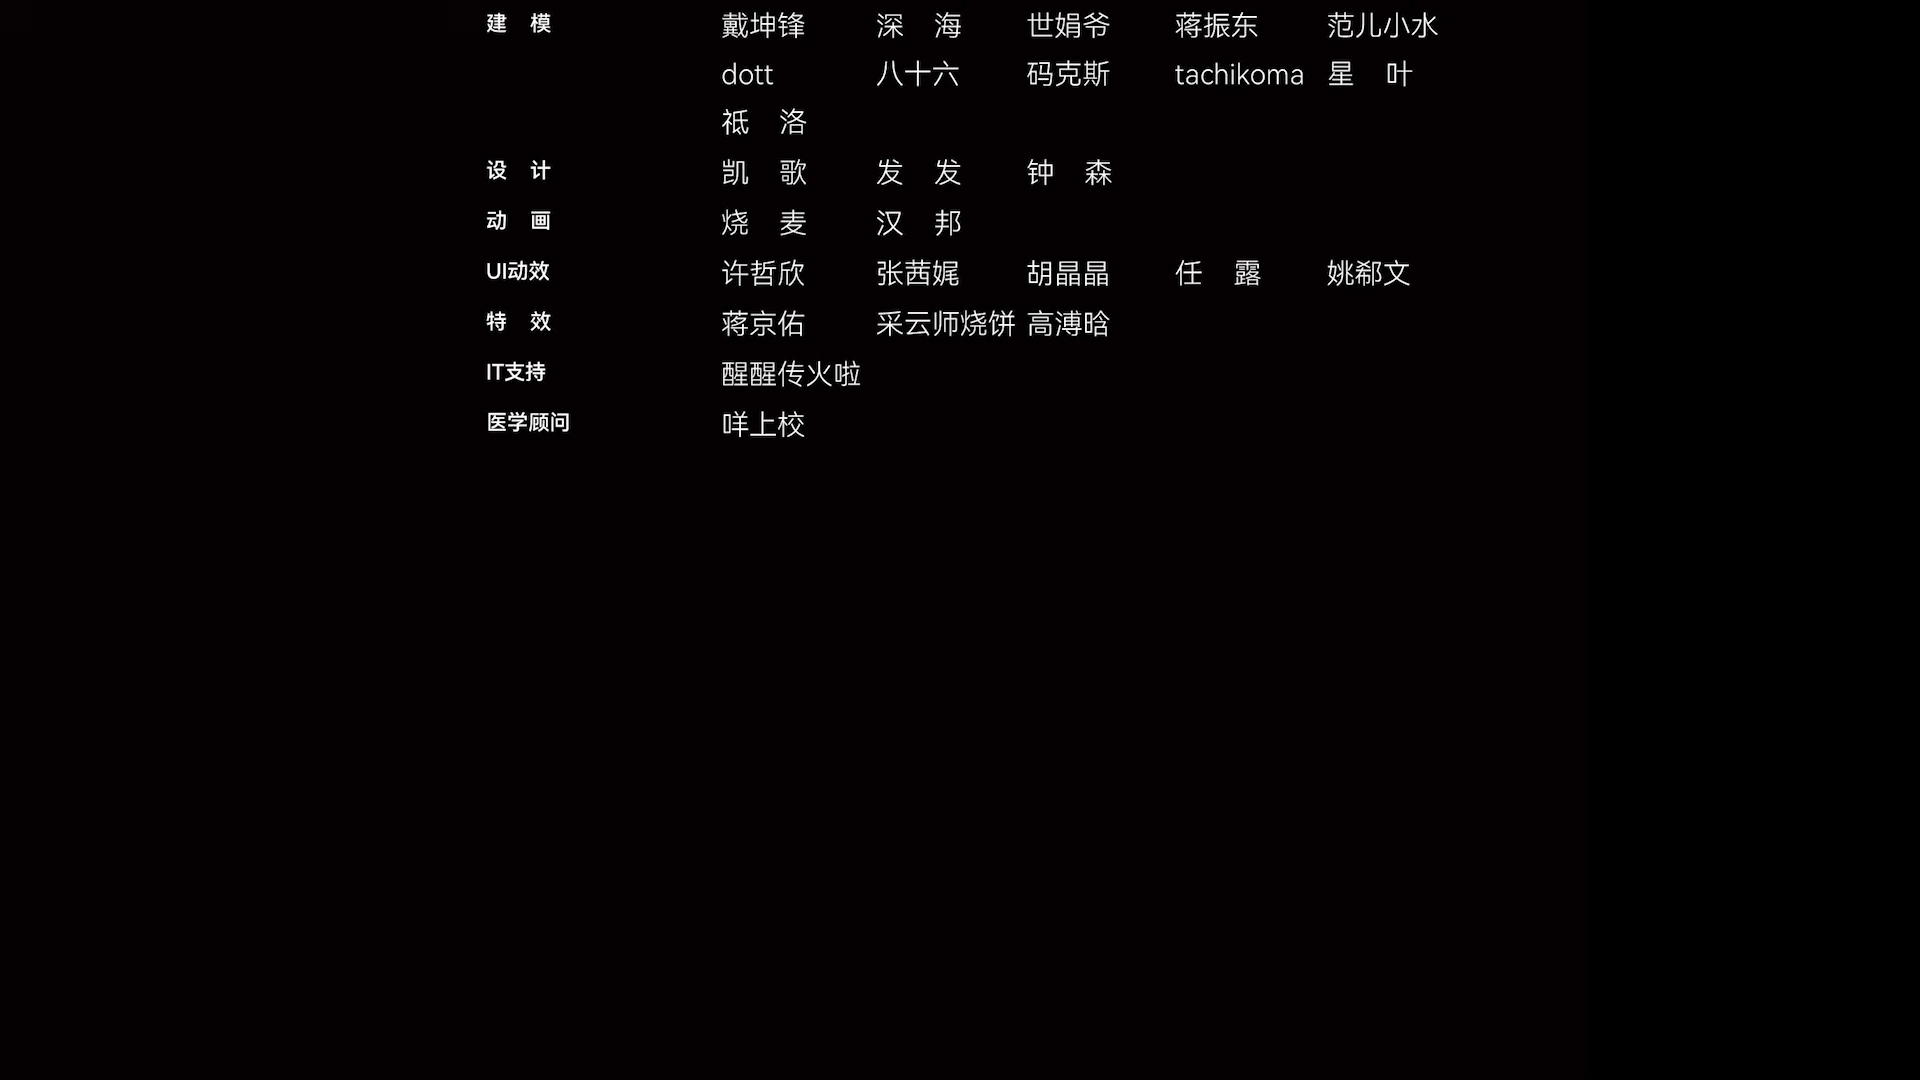 建 模 戴坤锋 深 海 世娟爷 蒋振东 范儿小水
dott 八十六 码克斯 tachikoma 星 叶
祗 洛
设 计 凯 歌 发 发 钟 森
动 画 烧 麦 汉 邦
UI动效 许哲欣 张茜娓 胡晶晶 任 露 姚郗文
特 效 蒋京佑 采云师烧饼 高溥晗
IT支持 醒醒传火啦
医学顾问 咩上校